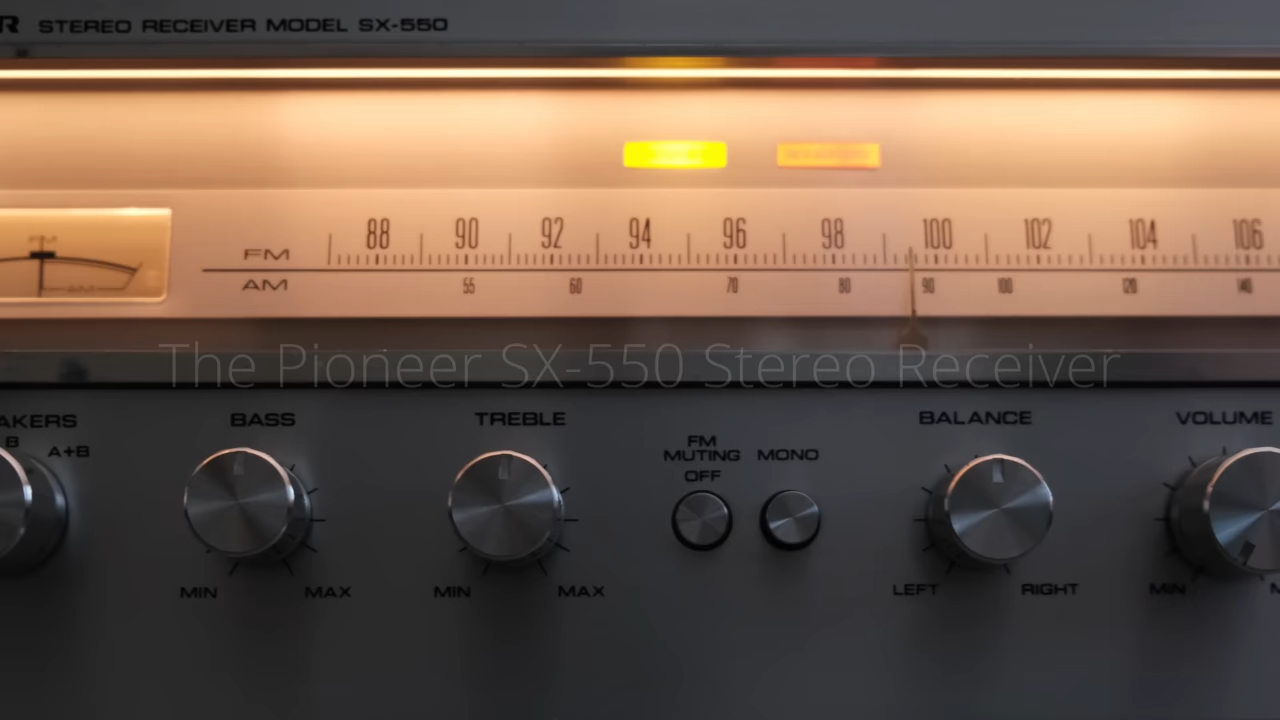 R STEREO RECEIVER MODEL SX-550
FM 88 90 92 94 96 98 100 102 104 106
AM 55 60 70 80 90 100 120 140
FM
AM
The Pioneer SX-550 Stereo Receiver
AKERS BASS TREBLE BALANCE VOLUME
B A+B
FM
MUTING MONO
OFF
MIN MAX MIN MAX LEFT RIGHT MIN M